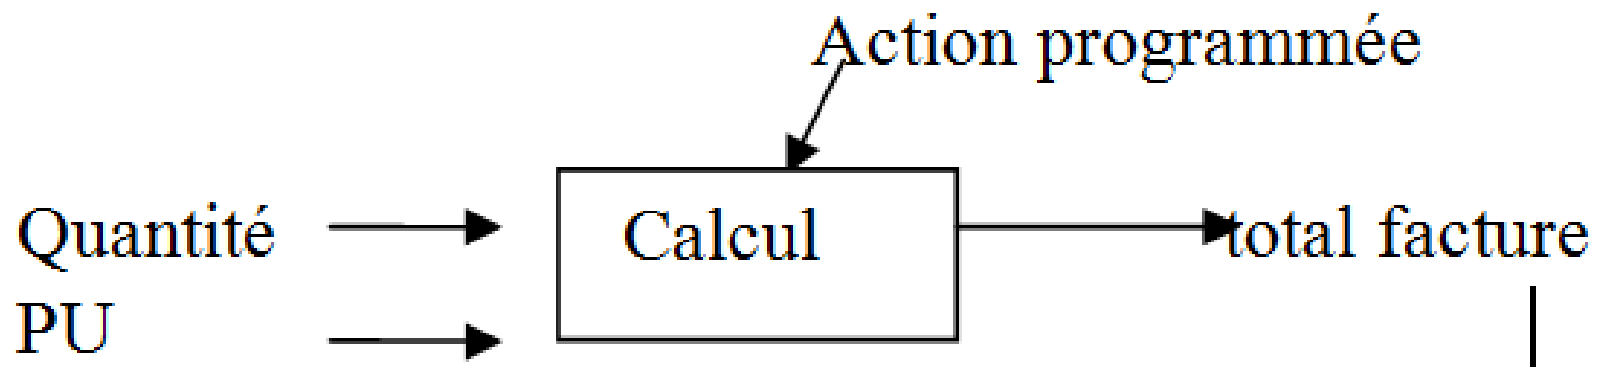 Action programmée
Quantité
Calcul
total facture
PU